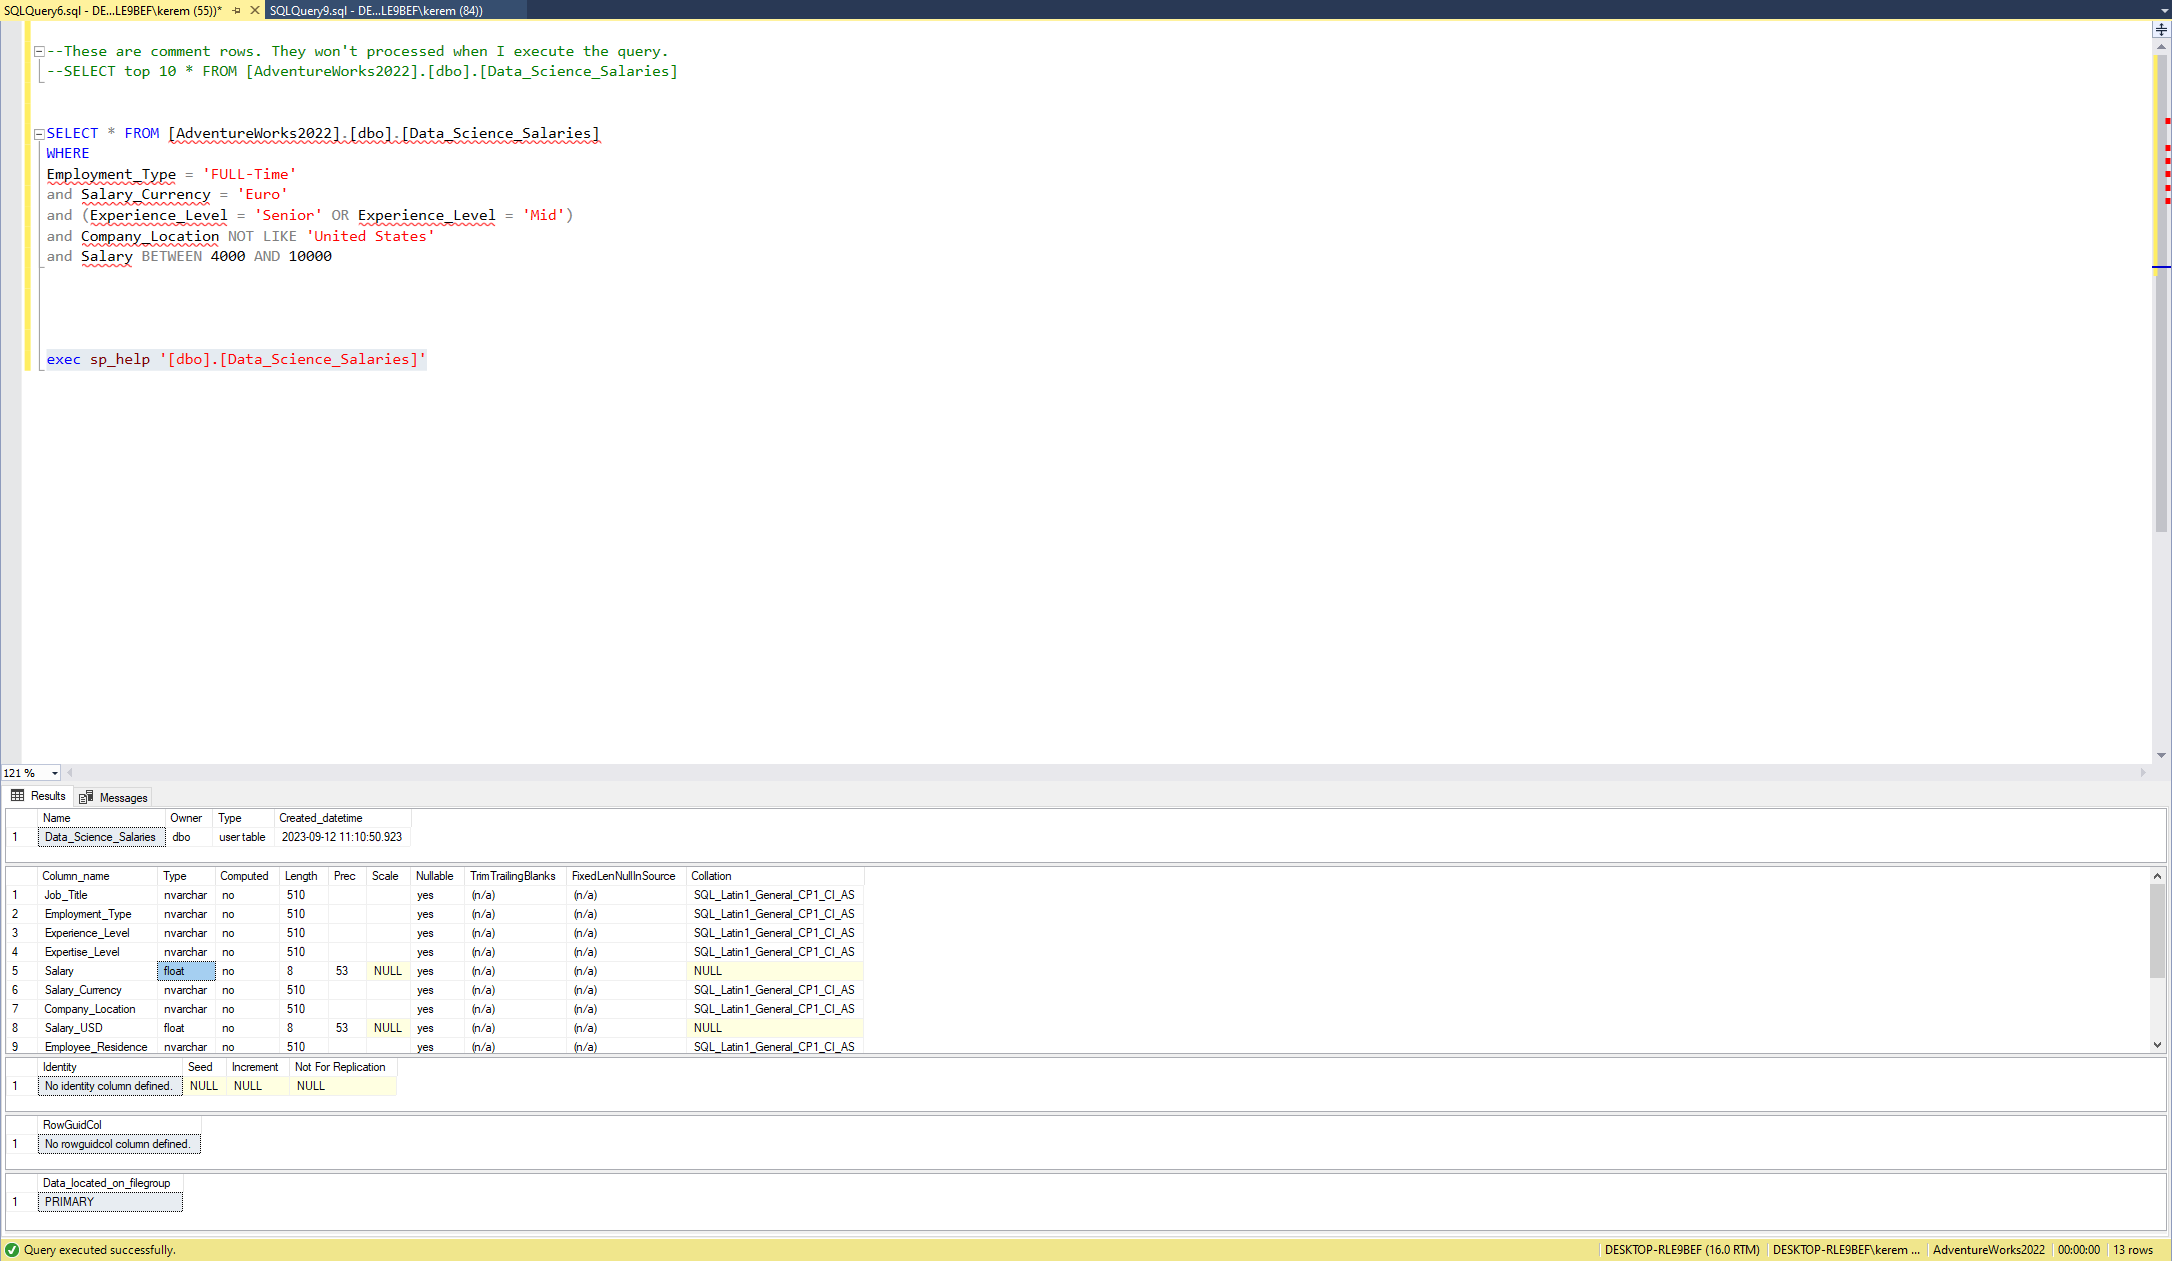 SQLQuery6.sql - DE...LE9BEF\kerem (55))* SQLQuery9.sql - DE...LE9BEF\kerem (84))
--These are comment rows. They won't processed when I execute the query.
--SELECT top 10 * FROM [AdventureWorks2022].[dbo].[Data_Science_Salaries]
SELECT * FROM [AdventureWorks2022].[dbo].[Data_Science_Salaries]
WHERE
Employment_Type = 'FULL-Time'
and Salary_Currency = 'Euro'
and (Experience_Level = 'Senior' OR Experience_Level = 'Mid')
and Company_Location NOT LIKE 'United States'
and Salary BETWEEN 4000 AND 10000
exec sp_help '[dbo].[Data_Science_Salaries]'
121 %
Results Messages
Name Owner Type Created_datetime
1 Data_Science_Salaries dbo user table 2023-09-12 11:10:50.923
Column_name Type Computed Length Prec Scale Nullable TrimTrailingBlanks FixedLenNullInSource Collation
1 Job_Title nvarchar no 510 yes (n/a) (n/a) SQL_Latin1_General_CP1_CI_AS
2 Employment_Type nvarchar no 510 yes (n/a) (n/a) SQL_Latin1_General_CP1_CI_AS
3 Experience_Level nvarchar no 510 yes (n/a) (n/a) SQL_Latin1_General_CP1_CI_AS
4 Expertise_Level nvarchar no 510 yes (n/a) (n/a) SQL_Latin1_General_CP1_CI_AS
5 Salary float no 8 53 NULL yes (n/a) (n/a) NULL
6 Salary_Currency nvarchar no 510 yes (n/a) (n/a) SQL_Latin1_General_CP1_CI_AS
7 Company_Location nvarchar no 510 yes (n/a) (n/a) SQL_Latin1_General_CP1_CI_AS
8 Salary_USD float no 8 53 NULL yes (n/a) (n/a) NULL
9 Employee_Residence nvarchar no 510 yes (n/a) (n/a) SQL_Latin1_General_CP1_CI_AS
Identity Seed Increment Not For Replication
1 No identity column defined. NULL NULL NULL
RowGuidCol
1 No rowguidcol column defined.
Data_located_on_filegroup
1 PRIMARY
Query executed successfully. DESKTOP-RLE9BEF (16.0 RTM) DESKTOP-RLE9BEF\kerem ... AdventureWorks2022 00:00:00 13 rows